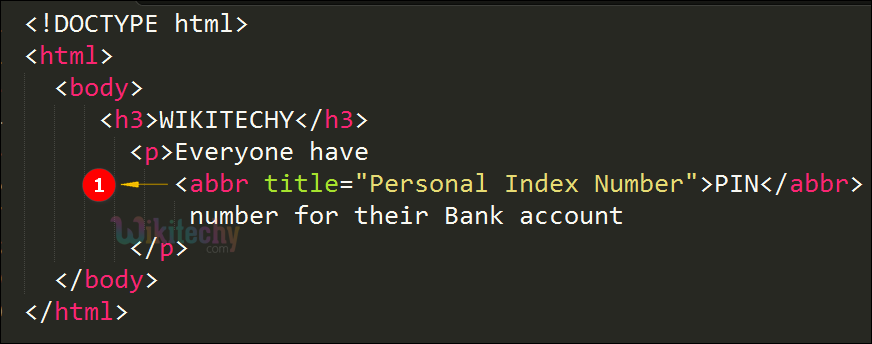 <!DOCTYPE html>
<html>
<body>
<h3>WIKITECHY</h3>
<p>Everyone have
1 <abbr title="Personal Index Number">PIN</abbr>
number for their Bank account
Wikitechy
.com
</p>
</body>
</html>